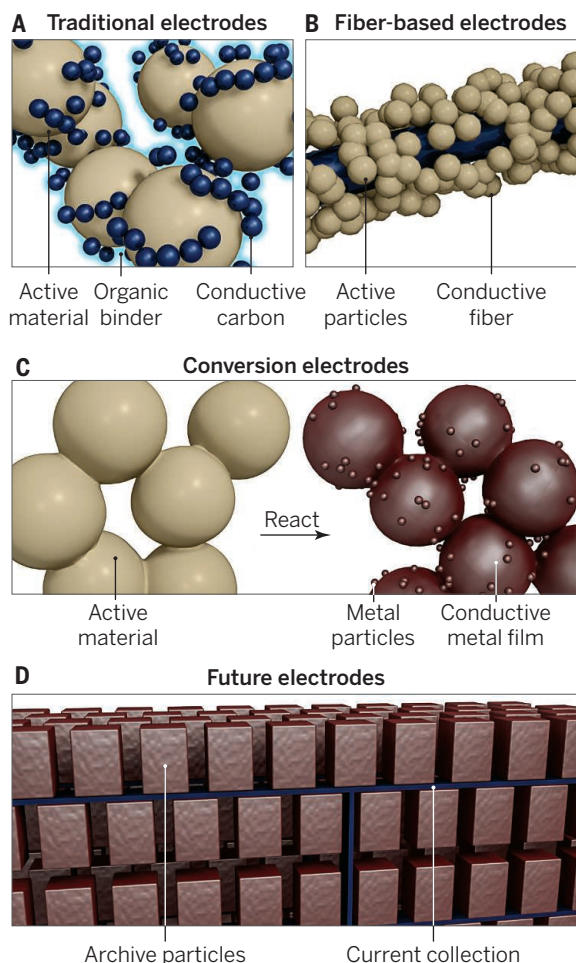 A Traditional electrodes
B Fiber-based electrodes
Active material
Organic binder
Conductive carbon
Active particles
Conductive fiber
C Conversion electrodes
React
Active material
Metal particles
Conductive metal film
D Future electrodes
Archive particles
Current collection